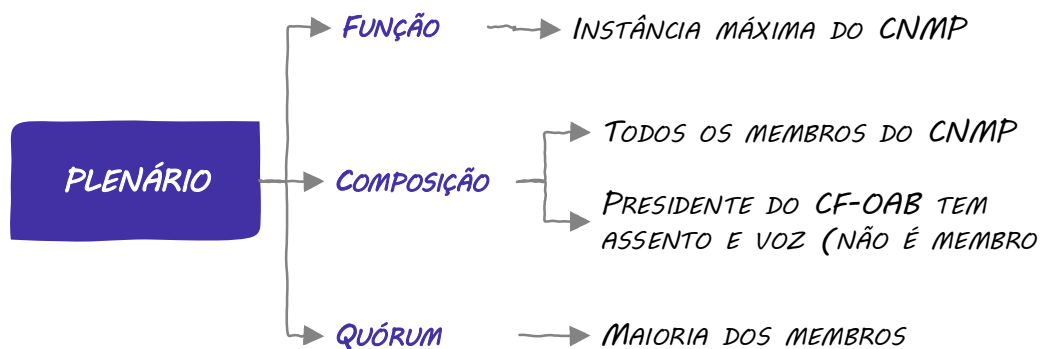 PLENÁRIO
FUNÇÃO
INSTÂNCIA MÁXIMA DO CNMP
COMPOSIÇÃO
TODOS OS MEMBROS DO CNMP
PRESIDENTE DO CF-OAB TEM
ASSENTO E VOZ (NÃO É MEMBRO
QUÓRUM
MAIORIA DOS MEMBROS